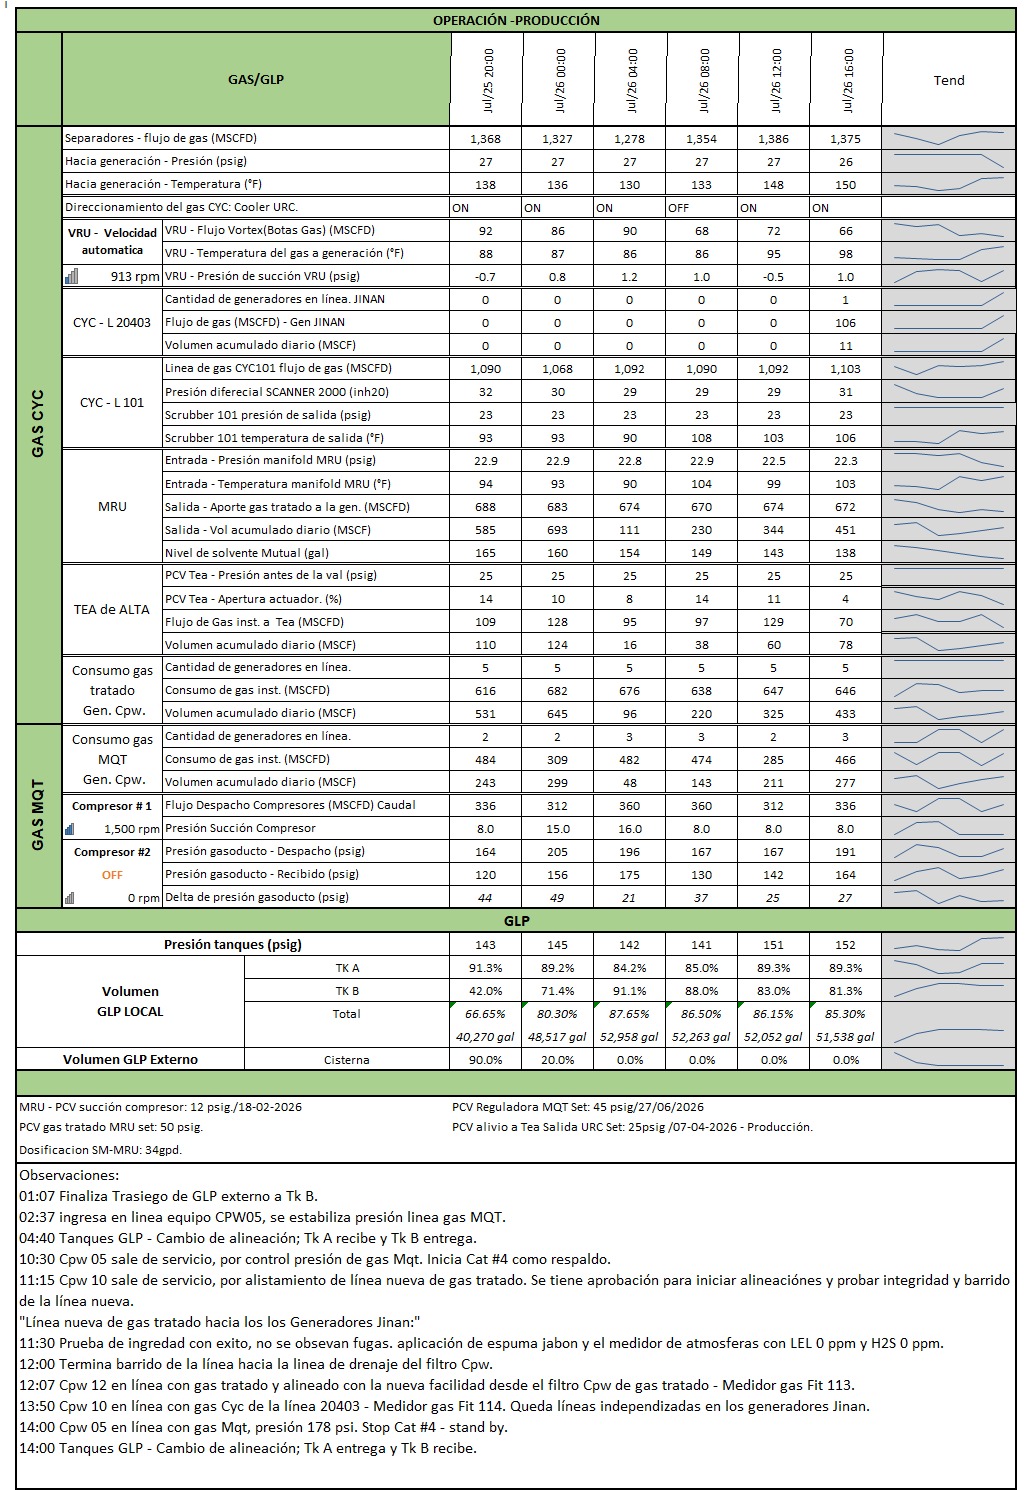 OPERACIÓN -PRODUCCIÓN
GAS/GLP Jul/25 20:00 Jul/26 00:00 Jul/26 04:00 Jul/26 08:00 Jul/26 12:00 Jul/26 16:00 Tend
GAS CYC
Separadores - flujo de gas (MSCFD) 1,368 1,327 1,278 1,354 1,386 1,375
Hacia generación - Presión (psig) 27 27 27 27 27 26
Hacia generación - Temperatura (°F) 138 136 130 133 148 150
Direccionamiento del gas CYC: Cooler URC. ON ON ON OFF ON ON
VRU - Velocidad automatica
913 rpm
VRU - Flujo Vortex(Botas Gas) (MSCFD) 92 86 90 68 72 66
VRU - Temperatura del gas a generación (°F) 88 87 86 86 95 98
VRU - Presión de succión VRU (psig) -0.7 0.8 1.2 1.0 -0.5 1.0
CYC - L 20403
Cantidad de generadores en línea. JINAN 0 0 0 0 0 1
Flujo de gas (MSCFD) - Gen JINAN 0 0 0 0 0 106
Volumen acumulado diario (MSCF) 0 0 0 0 0 11
CYC - L 101
Linea de gas CYC101 flujo de gas (MSCFD) 1,090 1,068 1,092 1,090 1,092 1,103
Presión diferecial SCANNER 2000 (inh20) 32 30 29 29 29 31
Scrubber 101 presión de salida (psig) 23 23 23 23 23 23
Scrubber 101 temperatura de salida (°F) 93 93 90 108 103 106
MRU
Entrada - Presión manifold MRU (psig) 22.9 22.9 22.8 22.9 22.5 22.3
Entrada - Temperatura manifold MRU (°F) 94 93 90 104 99 103
Salida - Aporte gas tratado a la gen. (MSCFD) 688 683 674 670 674 672
Salida - Vol acumulado diario (MSCF) 585 693 111 230 344 451
Nivel de solvente Mutual (gal) 165 160 154 149 143 138
TEA de ALTA
PCV Tea - Presión antes de la val (psig) 25 25 25 25 25 25
PCV Tea - Apertura actuador. (%) 14 10 8 14 11 4
Flujo de Gas inst. a Tea (MSCFD) 109 128 95 97 129 70
Volumen acumulado diario (MSCF) 110 124 16 38 60 78
Consumo gas tratado Gen. Cpw.
Cantidad de generadores en línea. 5 5 5 5 5 5
Consumo de gas inst. (MSCFD) 616 682 676 638 647 646
Volumen acumulado diario (MSCF) 531 645 96 220 325 433
GAS MQT
Consumo gas MQT Gen. Cpw.
Cantidad de generadores en línea. 2 2 3 3 2 3
Consumo de gas inst. (MSCFD) 484 309 482 474 285 466
Volumen acumulado diario (MSCF) 243 299 48 143 211 277
Compresor # 1
1,500 rpm
Flujo Despacho Compresores (MSCFD) Caudal 336 312 360 360 312 336
Presión Succión Compresor 8.0 15.0 16.0 8.0 8.0 8.0
Compresor #2
OFF
0 rpm
Presión gasoducto - Despacho (psig) 164 205 196 167 167 191
Presión gasoducto - Recibido (psig) 120 156 175 130 142 164
Delta de presión gasoducto (psig) 44 49 21 37 25 27
GLP
Presión tanques (psig) 143 145 142 141 151 152
Volumen
GLP LOCAL
TK A 91.3% 89.2% 84.2% 85.0% 89.3% 89.3%
TK B 42.0% 71.4% 91.1% 88.0% 83.0% 81.3%
Total 66.65% 80.30% 87.65% 86.50% 86.15% 85.30%
40,270 gal 48,517 gal 52,958 gal 52,263 gal 52,052 gal 51,538 gal
Volumen GLP Externo Cisterna 90.0% 20.0% 0.0% 0.0% 0.0% 0.0%
MRU - PCV succión compresor: 12 psig./18-02-2026 PCV Reguladora MQT Set: 45 psig/27/06/2026
PCV gas tratado MRU set: 50 psig. PCV alivio a Tea Salida URC Set: 25psig /07-04-2026 - Producción.
Dosificacion SM-MRU: 34gpd.
Observaciones:
01:07 Finaliza Trasiego de GLP externo a Tk B.
02:37 ingresa en linea equipo CPW05, se estabiliza presión linea gas MQT.
04:40 Tanques GLP - Cambio de alineación; Tk A recibe y Tk B entrega.
10:30 Cpw 05 sale de servicio, por control presión de gas Mqt. Inicia Cat #4 como respaldo.
11:15 Cpw 10 sale de servicio, por alistamiento de línea nueva de gas tratado. Se tiene aprobación para iniciar alineaciónes y probar integridad y barrido
de la línea nueva.
"Línea nueva de gas tratado hacia los los Generadores Jinan:"
11:30 Prueba de ingredad con exito, no se obsevan fugas. aplicación de espuma jabon y el medidor de atmosferas con LEL 0 ppm y H2S 0 ppm.
12:00 Termina barrido de la línea hacia la linea de drenaje del filtro Cpw.
12:07 Cpw 12 en línea con gas tratado y alineado con la nueva facilidad desde el filtro Cpw de gas tratado - Medidor gas Fit 113.
13:50 Cpw 10 en línea con gas Cyc de la línea 20403 - Medidor gas Fit 114. Queda líneas independizadas en los generadores Jinan.
14:00 Cpw 05 en línea con gas Mqt, presión 178 psi. Stop Cat #4 - stand by.
14:00 Tanques GLP - Cambio de alineación; Tk A entrega y Tk B recibe.